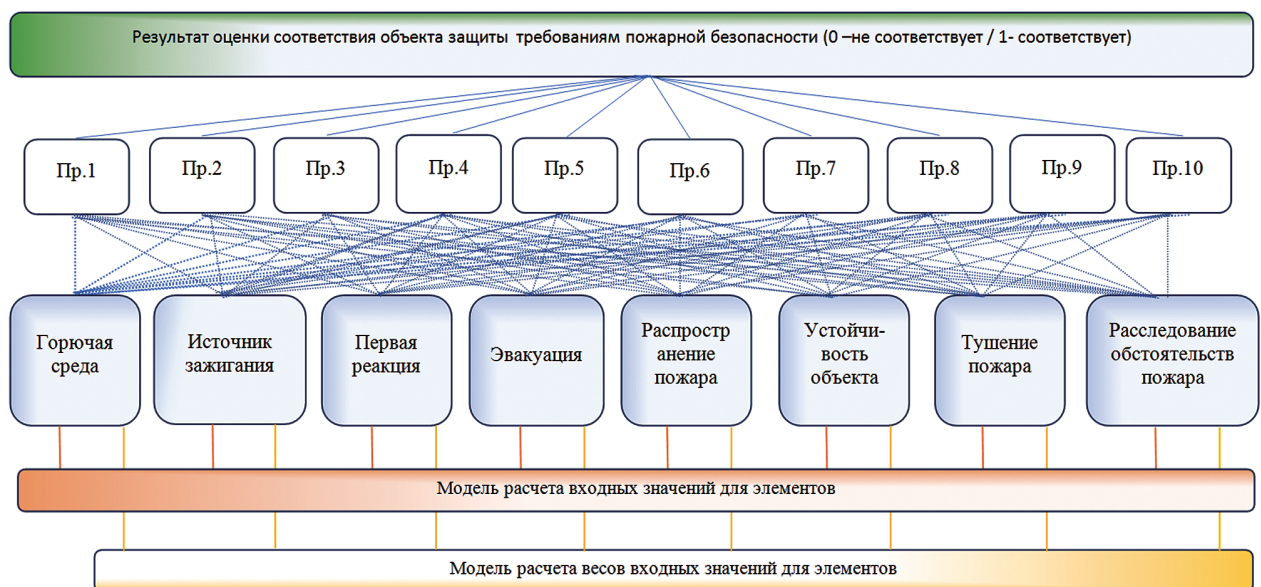 Результат оценки соответствия объекта защиты требованиям пожарной безопасности (0 –не соответствует / 1- соответствует)
Пр.1
Пр.2
Пр.3
Пр.4
Пр.5
Пр.6
Пр.7
Пр.8
Пр.9
Пр.10
Горючая
среда
Источник
зажигания
Первая
реакция
Эвакуация
Распростр
анение
пожара
Устойчи-
вость
объекта
Тушение
пожара
Расследование
обстоятельств
пожара
Модель расчета входных значений для элементов
Модель расчета весов входных значений для элементов